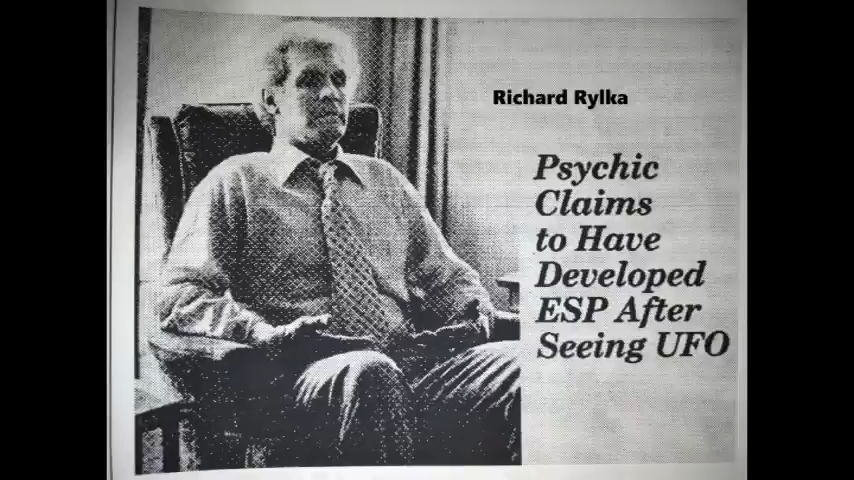 Richard Rylka
Psychic
Claims
to Have
Developed
ESP After
Seeing UFO